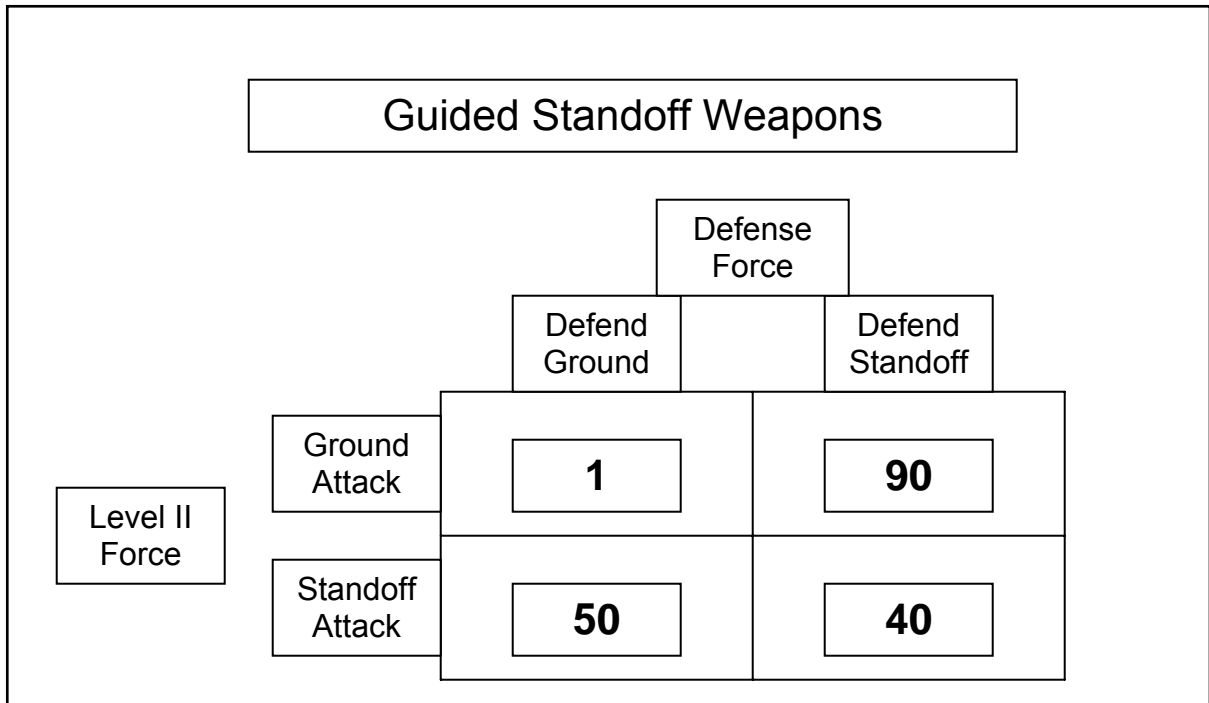 Guided Standoff Weapons
Defense
Force
Defend
Ground
Defend
Standoff
Ground
Attack
1
90
Level II
Force
Standoff
Attack
50
40